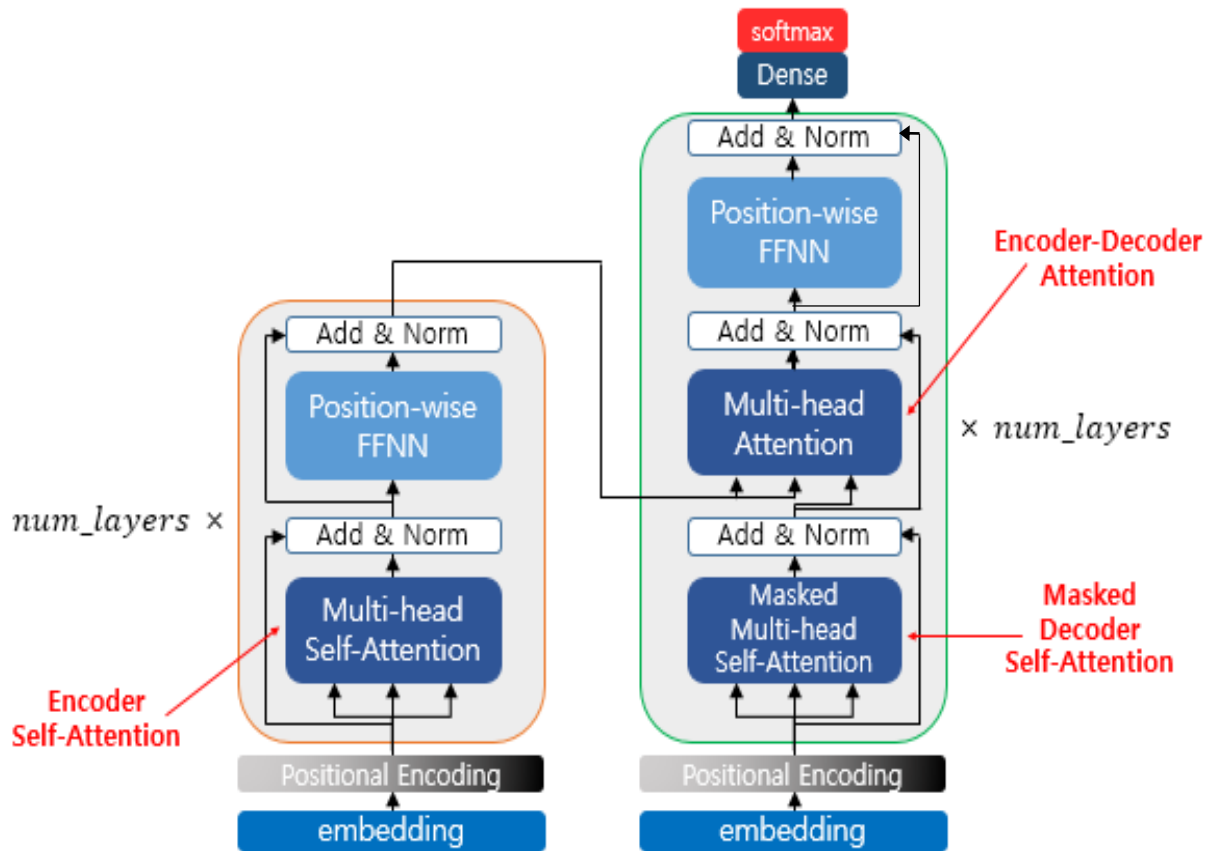 softmax
Dense
Add & Norm
Position-wise
FFNN
Encoder-Decoder
Attention
Add & Norm
Multi-head
Attention
× num_layers
Add & Norm
Masked
Multi-head
Self-Attention
Masked
Decoder
Self-Attention
Positional Encoding
embedding
Add & Norm
Position-wise
FFNN
num_layers ×
Add & Norm
Multi-head
Self-Attention
Encoder
Self-Attention
Positional Encoding
embedding